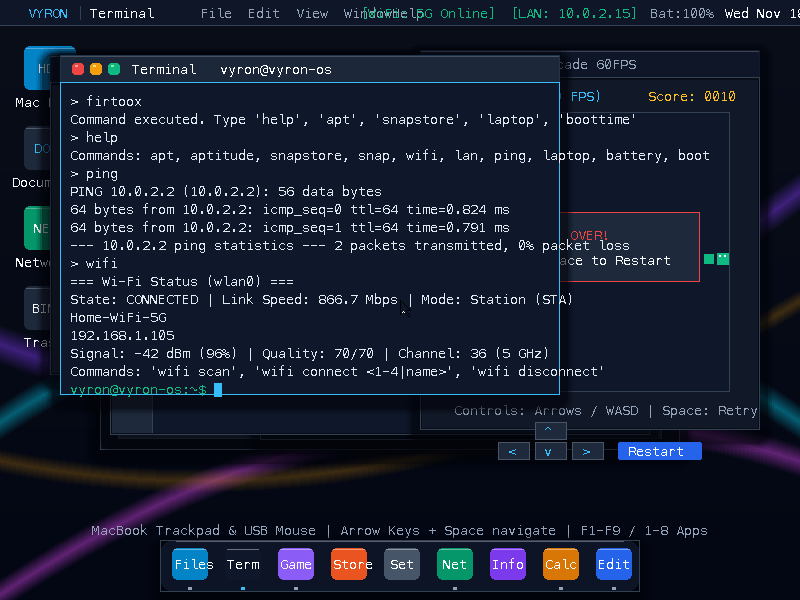 VYRON
Terminal
File Edit View Window Help
5G Online] [LAN: 10.0.2.15] Bat:100% Wed Nov
Terminal vyron@vyron-os
> firtoox
Command executed. Type 'help', 'apt', 'snapstore', 'laptop', 'boottime'
> help
Commands: apt, aptitude, snapstore, snap, wifi, lan, ping, laptop, battery, boot
> ping
PING 10.0.2.2 (10.0.2.2): 56 data bytes
64 bytes from 10.0.2.2: icmp_seq=0 ttl=64 time=0.824 ms
64 bytes from 10.0.2.2: icmp_seq=1 ttl=64 time=0.791 ms
--- 10.0.2.2 ping statistics --- 2 packets transmitted, 0% packet loss
> wifi
=== Wi-Fi Status (wlan0) ===
State: CONNECTED | Link Speed: 866.7 Mbps | Mode: Station (STA)
Home-WiFi-5G
192.168.1.105
Signal: -42 dBm (96%) | Quality: 70/70 | Channel: 36 (5 GHz)
Commands: 'wifi scan', 'wifi connect <1-4|name>', 'wifi disconnect'
vyron@vyron-os:~$
HD
Mac
DO
Docum
NE
Netw
BI
Tra
cade 60FPS
FPS)
Score: 0010
OVER!
ace to Restart
Controls: Arrows / WASD | Space: Retry
^
< v >
Restart
MacBook Trackpad & USB Mouse | Arrow Keys + Space navigate | F1-F9 / 1-8 Apps
Files Term Game Store Set Net Info Calc Edit